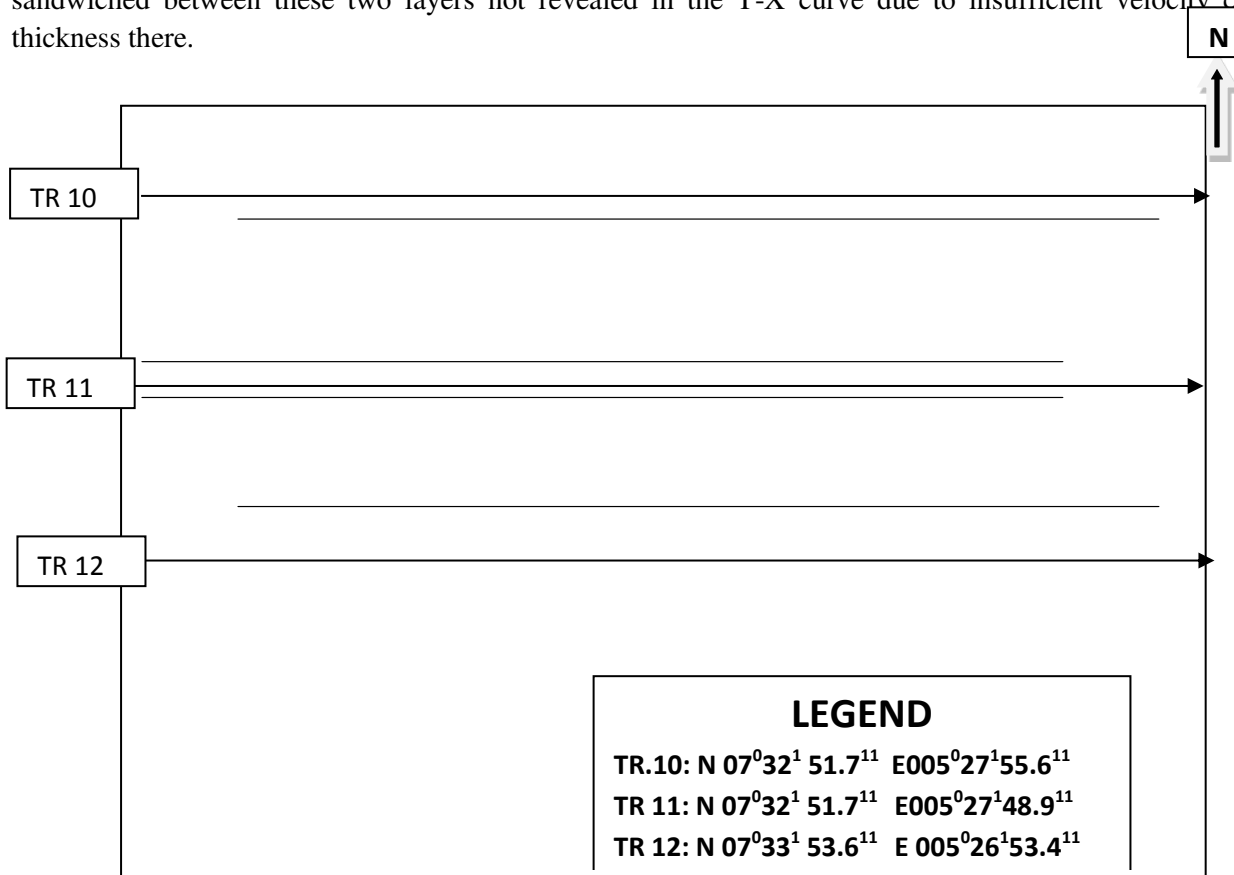 sandwiched between these two layers not revealed in the T-X curve due to insufficient velocity
thickness there.
N
TR 10
TR 11
TR 12
LEGEND
TR.10: N 07⁰32¹ 51.7¹¹ E005⁰27¹55.6¹¹
TR 11: N 07⁰32¹ 51.7¹¹ E005⁰27¹48.9¹¹
TR 12: N 07⁰33¹ 53.6¹¹ E 005⁰26¹53.4¹¹